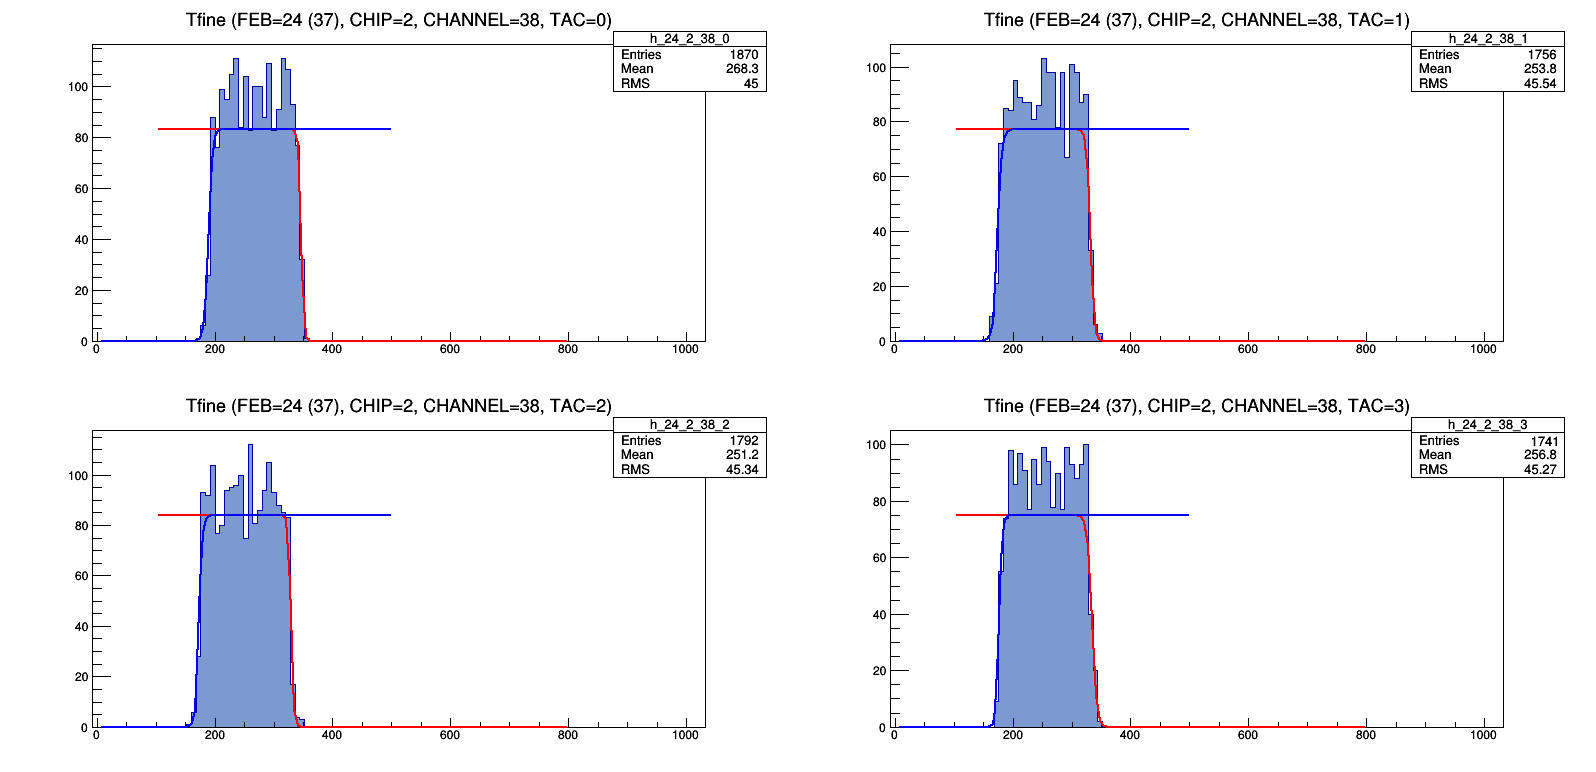 Tfine (FEB=24 (37), CHIP=2, CHANNEL=38, TAC=0)
h_24_2_38_0
Entries 1870
Mean 268.3
RMS 45
100
80
60
40
20
0
0 200 400 600 800 1000
Tfine (FEB=24 (37), CHIP=2, CHANNEL=38, TAC=1)
h_24_2_38_1
Entries 1756
Mean 253.8
RMS 45.54
100
80
60
40
20
0
0 200 400 600 800 1000
Tfine (FEB=24 (37), CHIP=2, CHANNEL=38, TAC=2)
h_24_2_38_2
Entries 1792
Mean 251.2
RMS 45.34
100
80
60
40
20
0
0 200 400 600 800 1000
Tfine (FEB=24 (37), CHIP=2, CHANNEL=38, TAC=3)
h_24_2_38_3
Entries 1741
Mean 256.8
RMS 45.27
100
80
60
40
20
0
0 200 400 600 800 1000